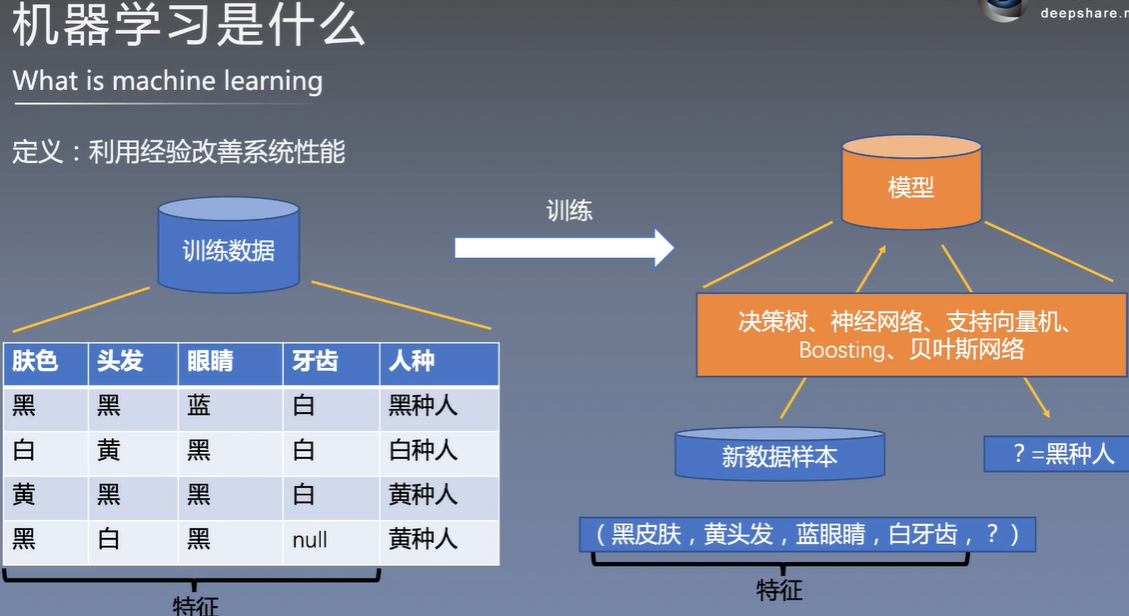 机器学习是什么
deepshare.n
What is machine learning
定义：利用经验改善系统性能
训练数据
训练
模型
决策树、神经网络、支持向量机、
Boosting、贝叶斯网络
肤色 头发 眼睛 牙齿 人种
黑 黑 蓝 白 黑种人
白 黄 黑 白 白种人
黄 黑 黑 白 黄种人
黑 白 黑 null 黄种人
特征
新数据样本
？=黑种人
（黑皮肤，黄头发，蓝眼睛，白牙齿，？）
特征